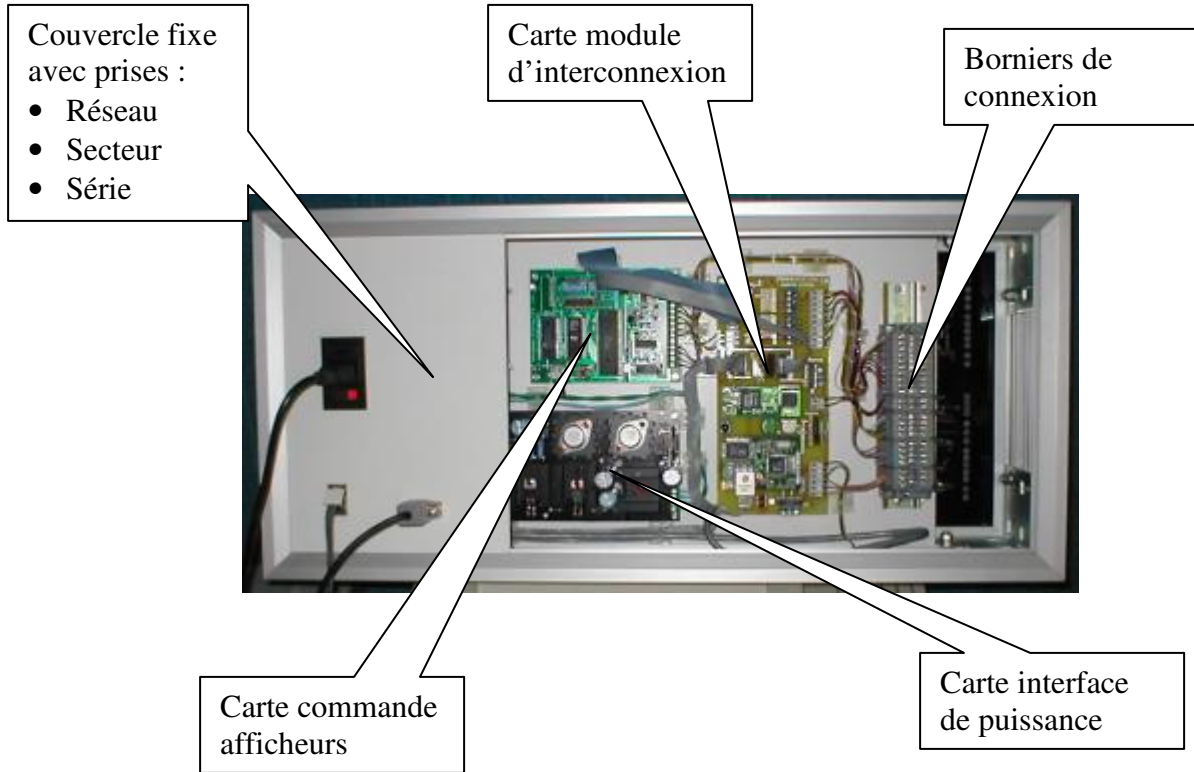 Couvercle fixe
avec prises :
• Réseau
• Secteur
• Série
Carte module
d'interconnexion
Borniers de
connexion
Carte commande
afficheurs
Carte interface
de puissance